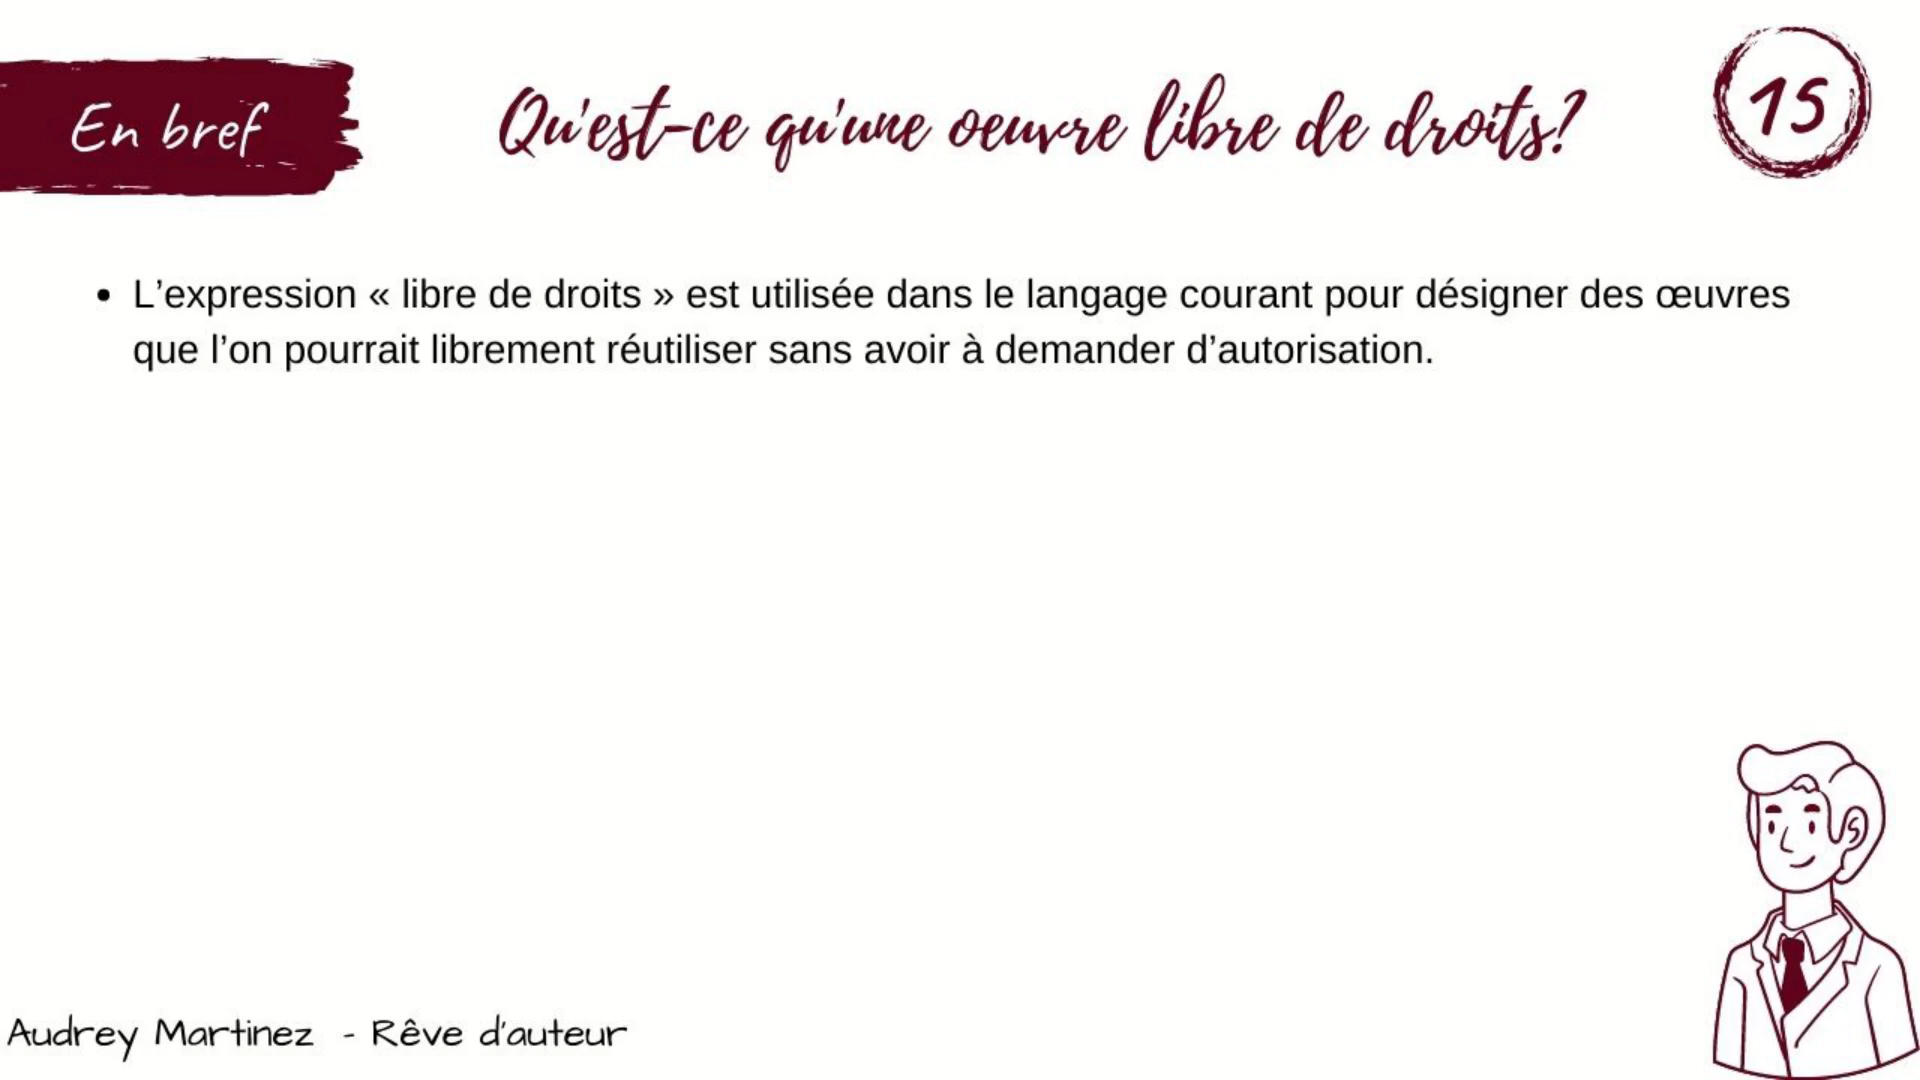 En bref
Qu'est-ce qu'une oeuvre libre de droits?
15
• L’expression « libre de droits » est utilisée dans le langage courant pour désigner des œuvres
que l’on pourrait librement réutiliser sans avoir à demander d’autorisation.
Audrey Martinez - Rêve d'auteur